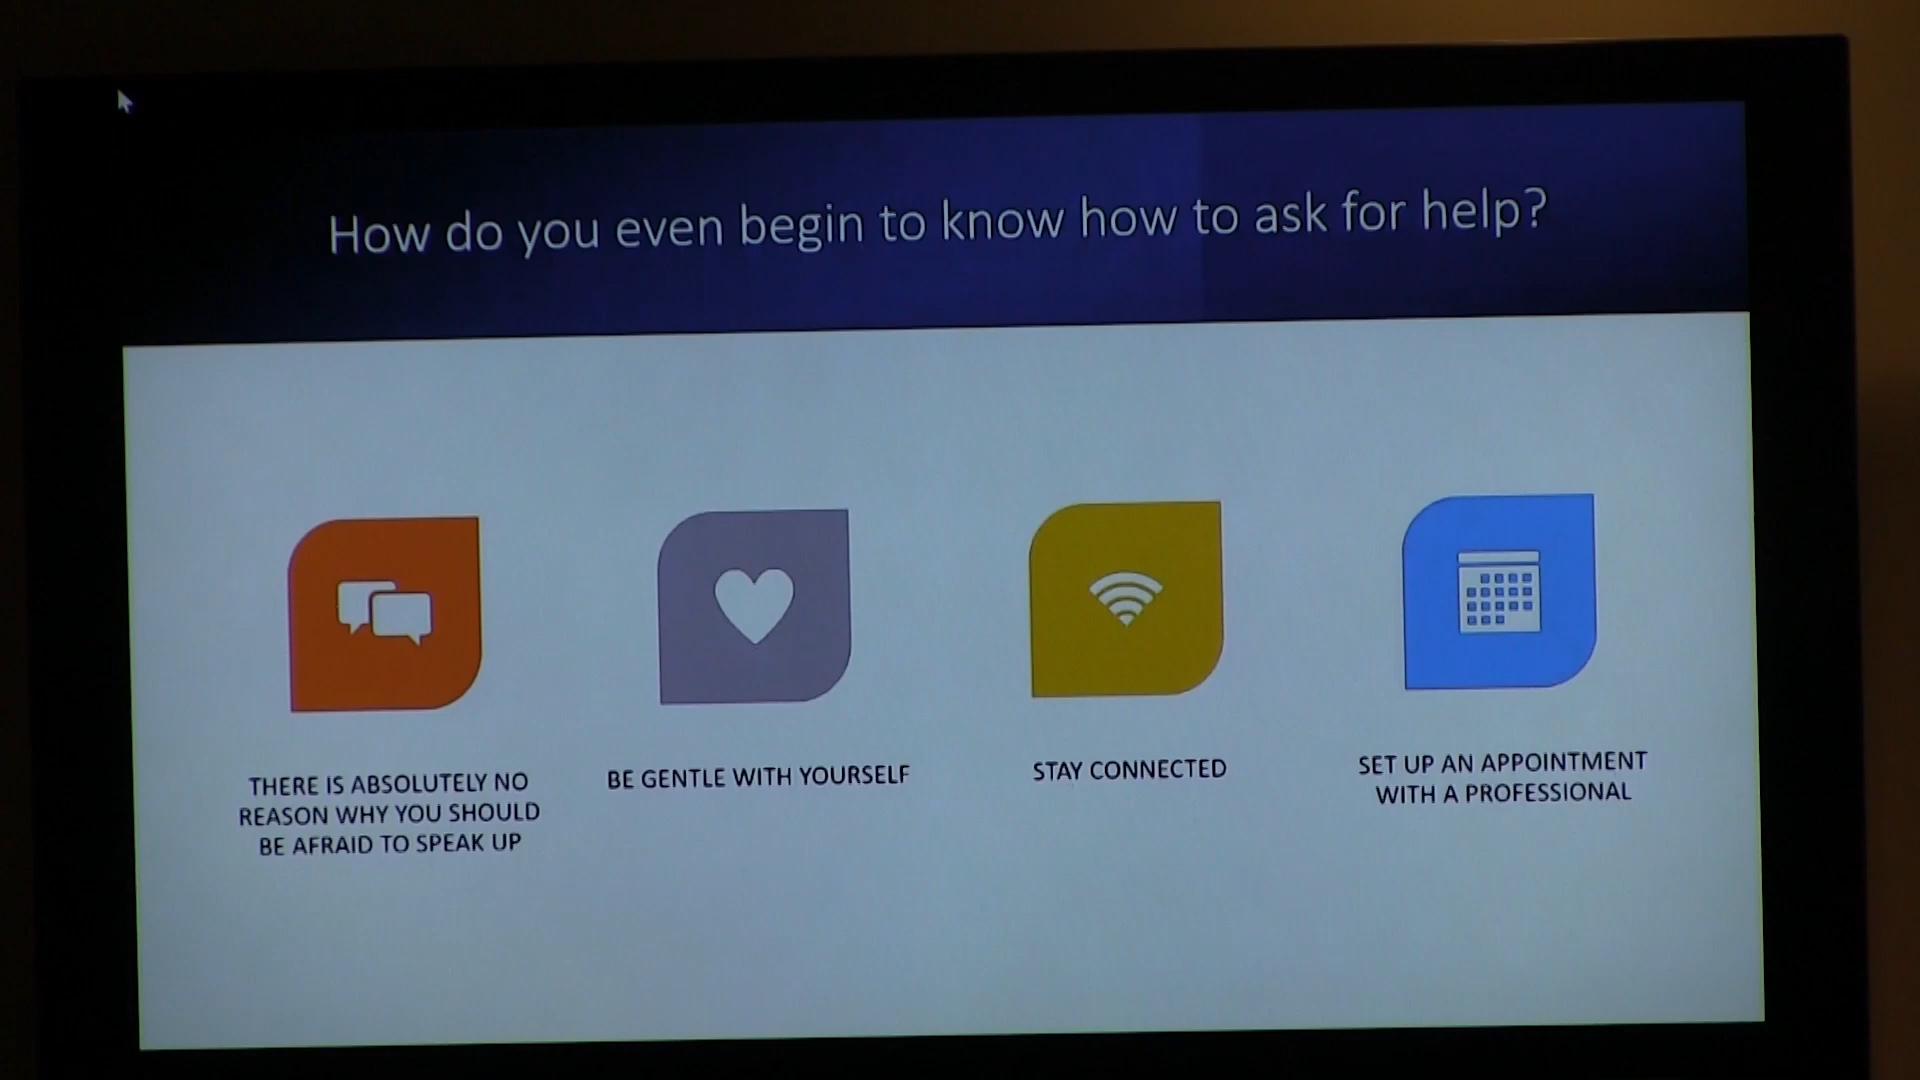 How do you even begin to know how to ask for help?
THERE IS ABSOLUTELY NO
REASON WHY YOU SHOULD
BE AFRAID TO SPEAK UP
BE GENTLE WITH YOURSELF
STAY CONNECTED
SET UP AN APPOINTMENT
WITH A PROFESSIONAL